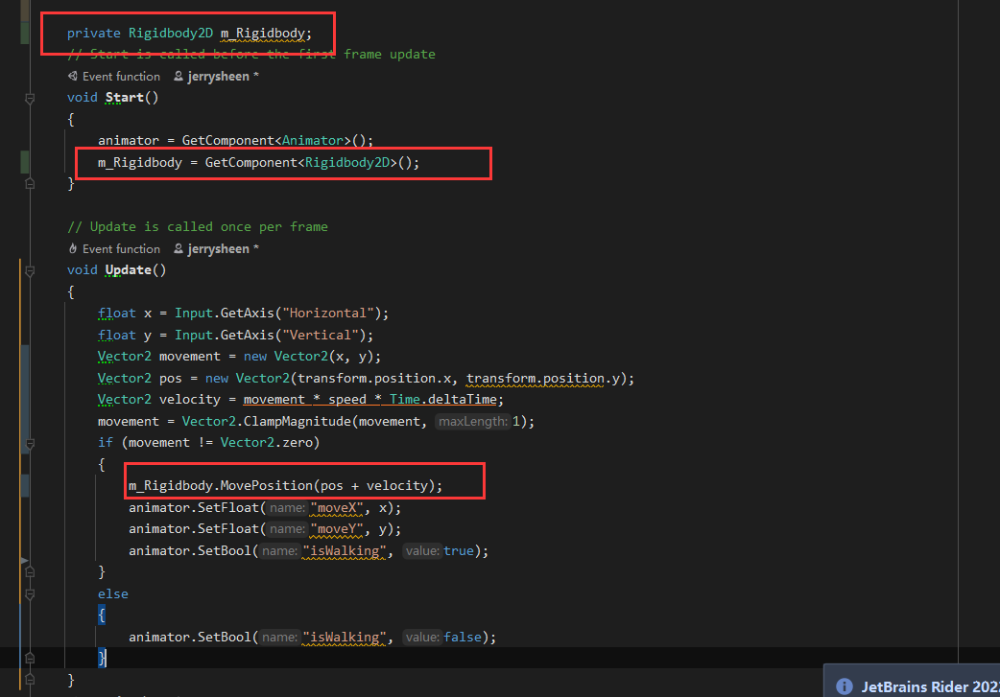 private Rigidbody2D m_Rigidbody;
// Start is called before the first frame update
Event function jerrysheen *
void Start()
{
animator = GetComponent<Animator>();
m_Rigidbody = GetComponent<Rigidbody2D>();
}
// Update is called once per frame
Event function jerrysheen *
void Update()
{
float x = Input.GetAxis("Horizontal");
float y = Input.GetAxis("Vertical");
Vector2 movement = new Vector2(x, y);
Vector2 pos = new Vector2(transform.position.x, transform.position.y);
Vector2 velocity = movement * speed * Time.deltaTime;
movement = Vector2.ClampMagnitude(movement, maxLength: 1);
if (movement != Vector2.zero)
{
m_Rigidbody.MovePosition(pos + velocity);
animator.SetFloat( name: "moveX", x);
animator.SetFloat( name: "moveY", y);
animator.SetBool( name: "isWalking", value: true);
}
else
{
animator.SetBool( name: "isWalking", value: false);
}
}
JetBrains Rider 202